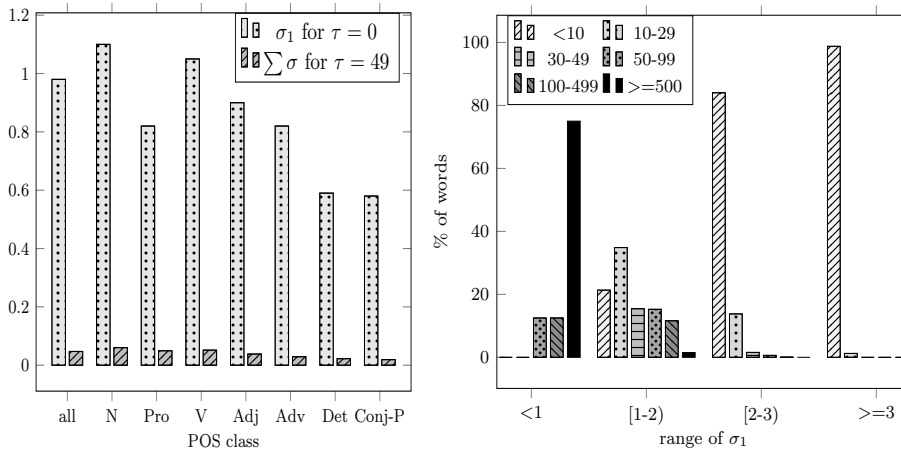 1.2
1
0.8
0.6
0.4
0.2
0
σ₁ for τ = 0
∑ σ for τ = 49
all N Pro V Adj Adv Det Conj-P
POS class
100
80
60
40
20
0
% of words
<10 10-29
30-49 50-99
100-499 >=500
<1 [1-2) [2-3) >=3
range of σ₁